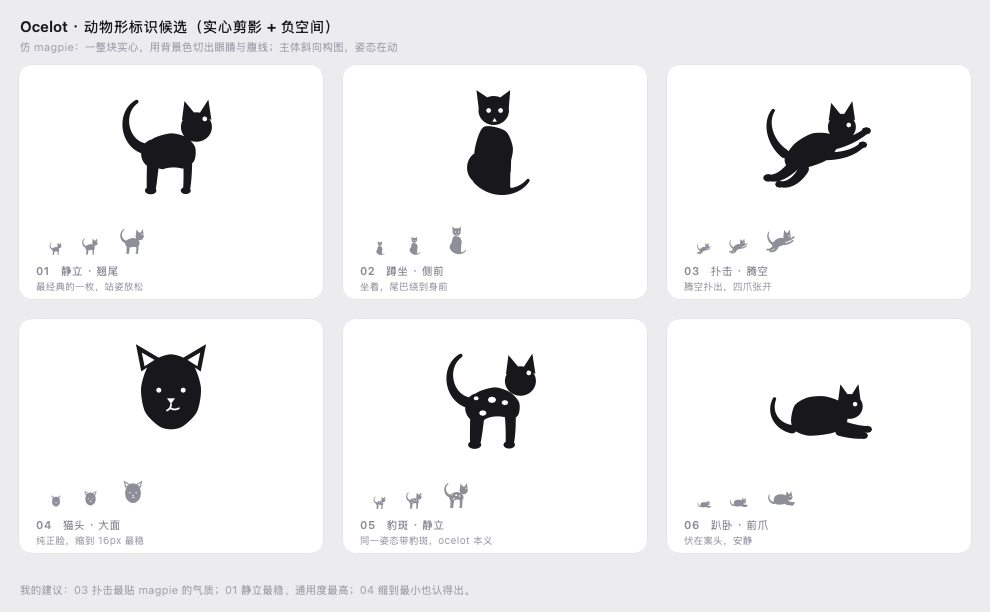 Ocelot · 动物形标识候选（实心剪影 + 负空间）
仿 magpie：一整块实心，用背景色切出眼睛与腹线；主体斜向构图，姿态在动
01 静立 · 翘尾
最经典的一枚，站姿放松
02 蹲坐 · 侧前
坐着，尾巴绕到身前
03 扑击 · 腾空
腾空扑出，四爪张开
04 猫头 · 大面
纯正脸，缩到 16px 最稳
05 豹斑 · 静立
同一姿态带豹斑，ocelot 本义
06 趴卧 · 前爪
伏在案头，安静
我的建议：03 扑击最贴 magpie 的气质；01 静立最稳、通用度最高；04 缩到最小也认得出。